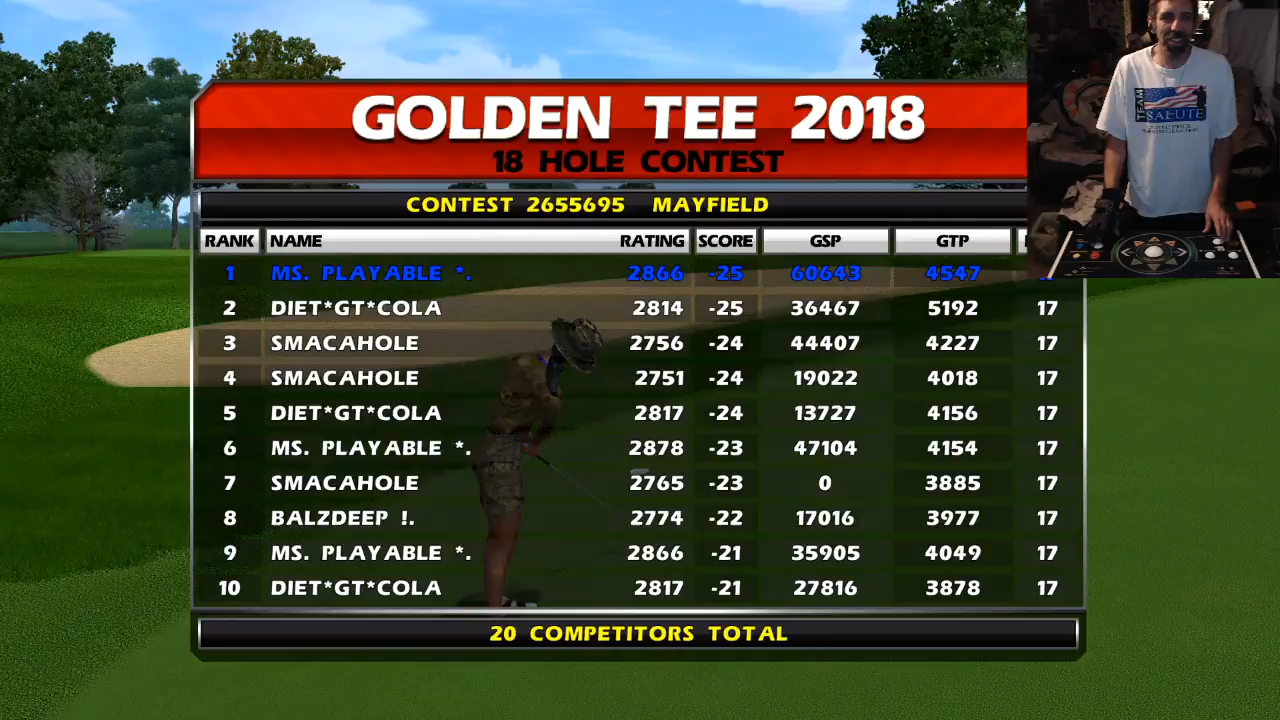 GOLDEN TEE 2018
18 HOLE CONTEST
CONTEST 2655695 MAYFIELD
RANK NAME RATING SCORE GSP GTP
1 MS. PLAYABLE *. 2866 -25 60643 4547
2 DIET*GT*COLA 2814 -25 36467 5192 17
3 SMACAHOLE 2756 -24 44407 4227 17
4 SMACAHOLE 2751 -24 19022 4018 17
5 DIET*GT*COLA 2817 -24 13727 4156 17
6 MS. PLAYABLE *. 2878 -23 47104 4154 17
7 SMACAHOLE 2765 -23 0 3885 17
8 BALZDEEP !. 2774 -22 17016 3977 17
9 MS. PLAYABLE *. 2866 -21 35905 4049 17
10 DIET*GT*COLA 2817 -21 27816 3878 17
20 COMPETITORS TOTAL
TEAM
SALUTE